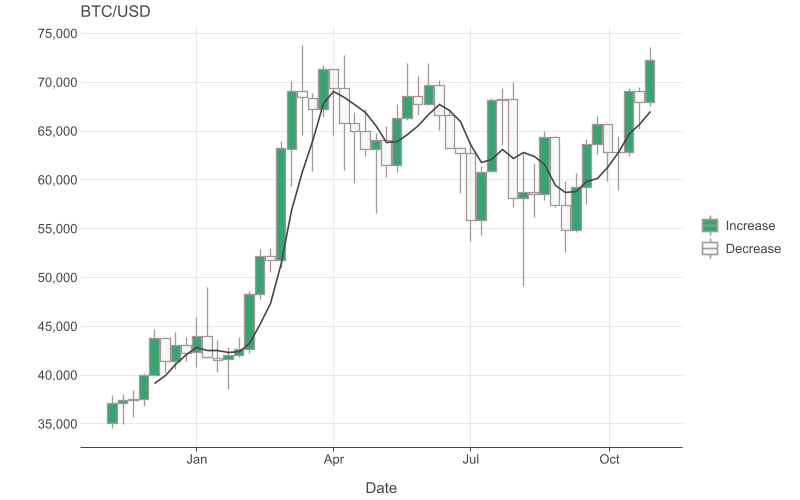 BTC/USD
75,000
70,000
65,000
60,000
55,000
50,000
45,000
40,000
35,000
Jan Apr Jul Oct
Date
Increase
Decrease